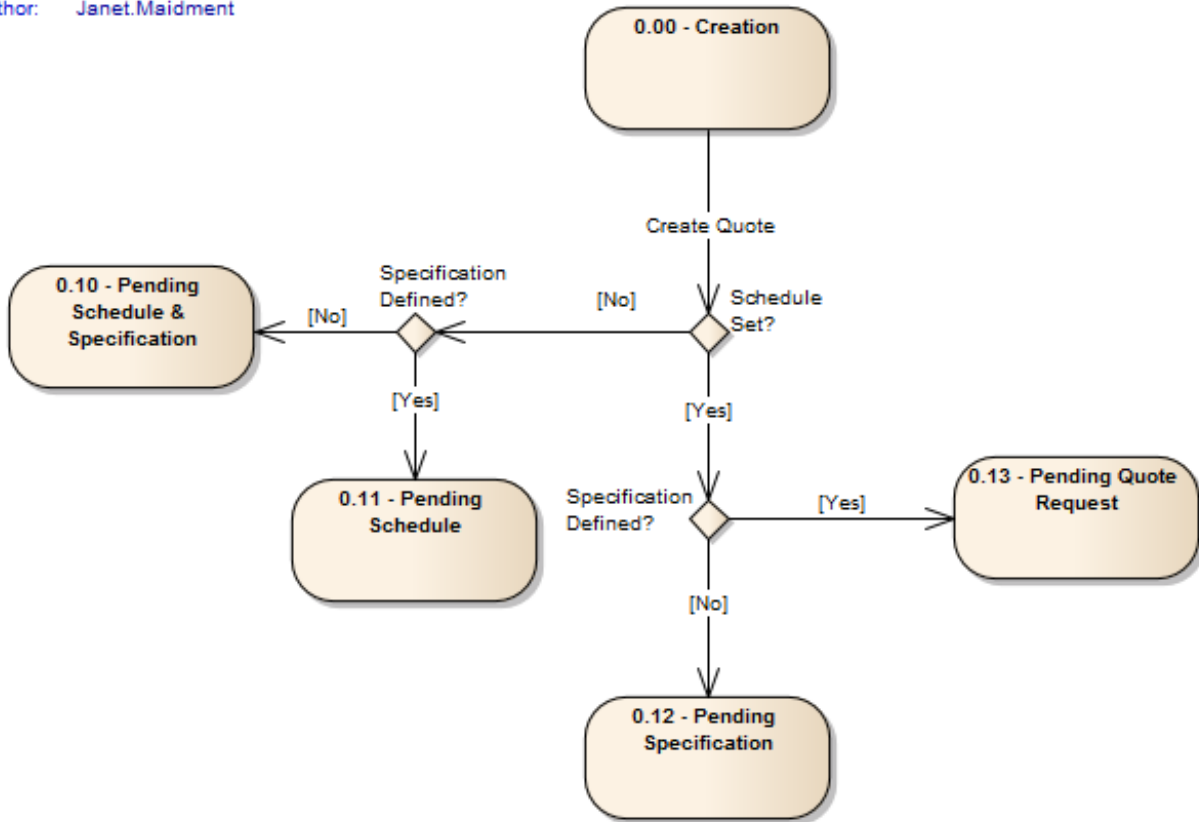 thor: Janet.Maidment
0.00 - Creation
Create Quote
Schedule
Set?
[No]
Specification
Defined?
[No]
0.10 - Pending
Schedule &
Specification
[Yes]
0.11 - Pending
Schedule
[Yes]
Specification
Defined?
[Yes]
0.13 - Pending Quote
Request
[No]
0.12 - Pending
Specification